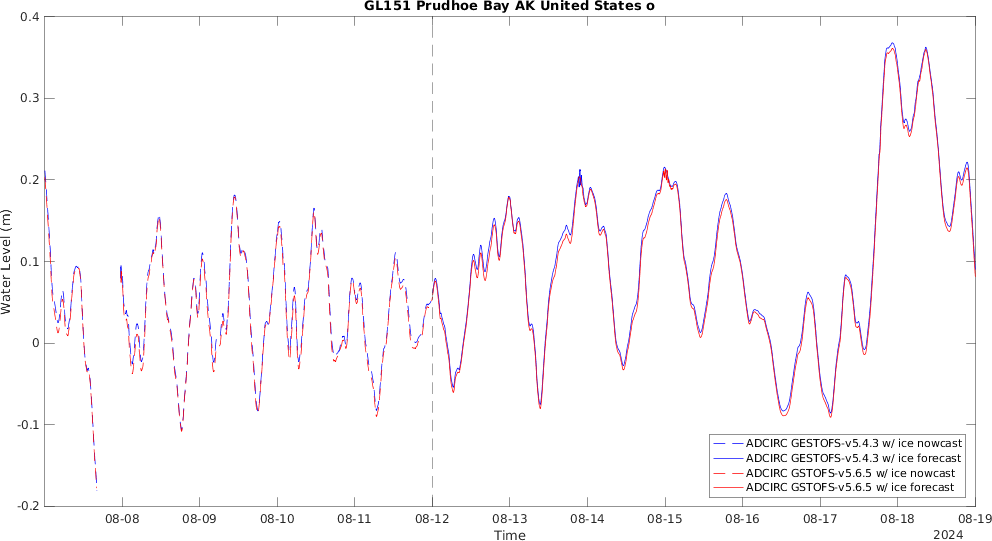 GL151 Prudhoe Bay AK United States o
Water Level (m)
0.4
0.3
0.2
0.1
0
-0.1
-0.2
ADCIRC GESTOFS-v5.4.3 w/ ice nowcast
ADCIRC GESTOFS-v5.4.3 w/ ice forecast
ADCIRC GSTOFS-v5.6.5 w/ ice nowcast
ADCIRC GSTOFS-v5.6.5 w/ ice forecast
08-08 08-09 08-10 08-11 08-12 08-13 08-14 08-15 08-16 08-17 08-18 08-19
Time
2024